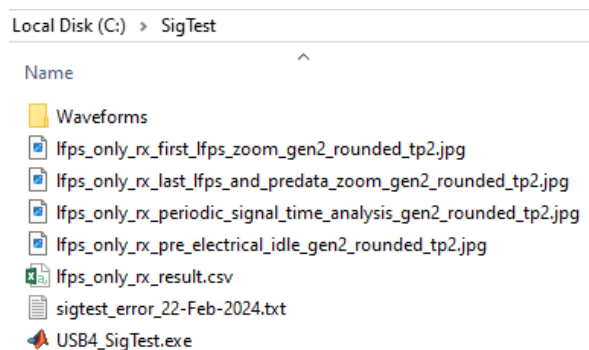 Local Disk (C:) > SigTest
Name
Waveforms
lfps_only_rx_first_lfps_zoom_gen2_rounded_tp2.jpg
lfps_only_rx_last_lfps_and_predata_zoom_gen2_rounded_tp2.jpg
lfps_only_rx_periodic_signal_time_analysis_gen2_rounded_tp2.jpg
lfps_only_rx_pre_electrical_idle_gen2_rounded_tp2.jpg
lfps_only_rx_result.csv
sigtest_error_22-Feb-2024.txt
USB4_SigTest.exe